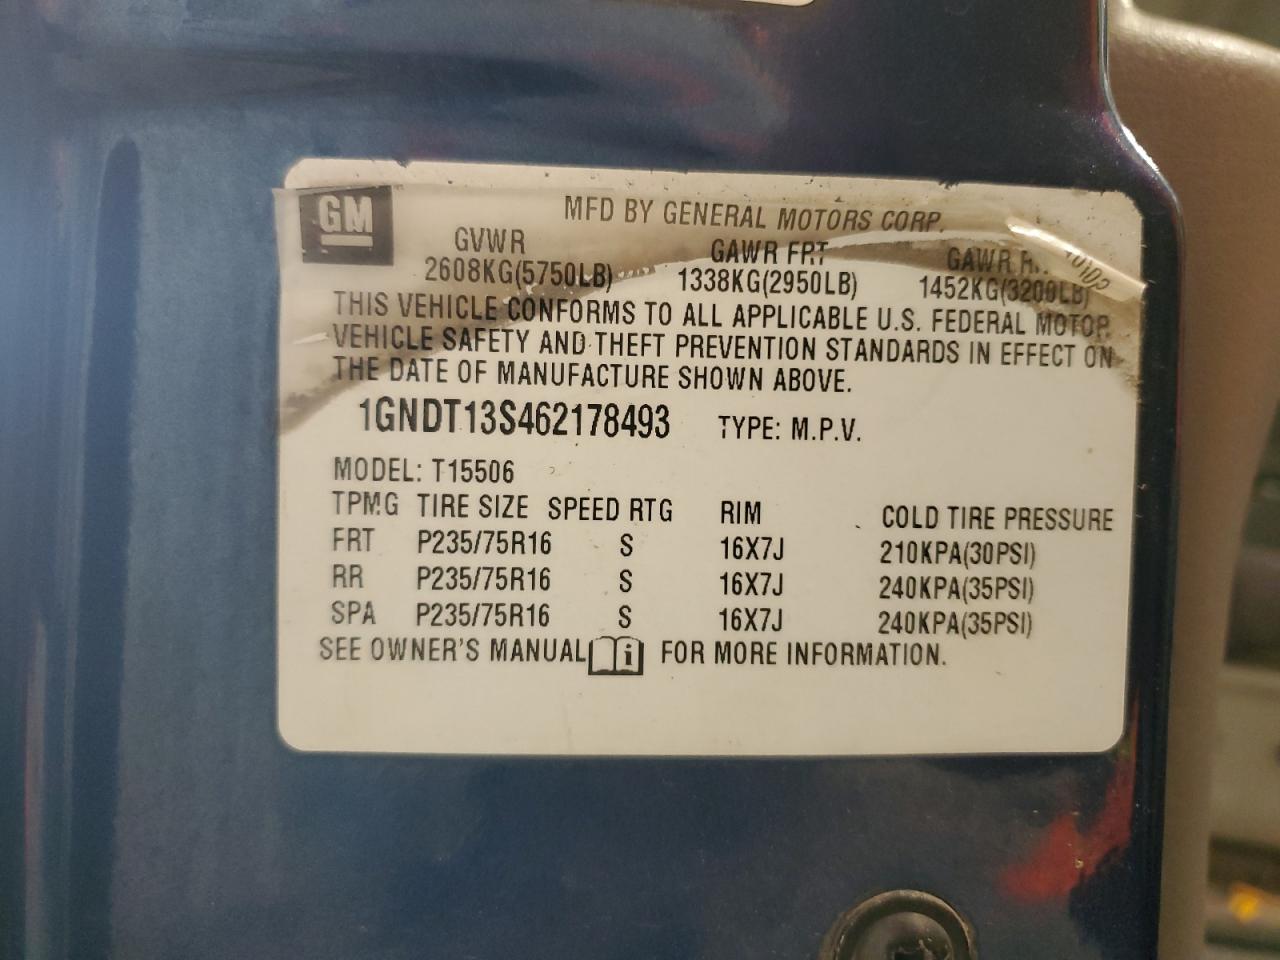 GM
MFD BY GENERAL MOTORS CORP.
GVWR GAWR FRT GAWR
2608KG(5750LB) 1338KG(2950LB) 1452KG(3200LB)
THIS VEHICLE CONFORMS TO ALL APPLICABLE U.S. FEDERAL MOTOR
VEHICLE SAFETY AND THEFT PREVENTION STANDARDS IN EFFECT ON
THE DATE OF MANUFACTURE SHOWN ABOVE.
1GNDT13S462178493 TYPE: M.P.V.
MODEL: T15506
TPMG TIRE SIZE SPEED RTG RIM COLD TIRE PRESSURE
FRT P235/75R16 S 16X7J 210KPA(30PSI)
RR P235/75R16 S 16X7J 240KPA(35PSI)
SPA P235/75R16 S 16X7J 240KPA(35PSI)
SEE OWNER'S MANUAL i FOR MORE INFORMATION.